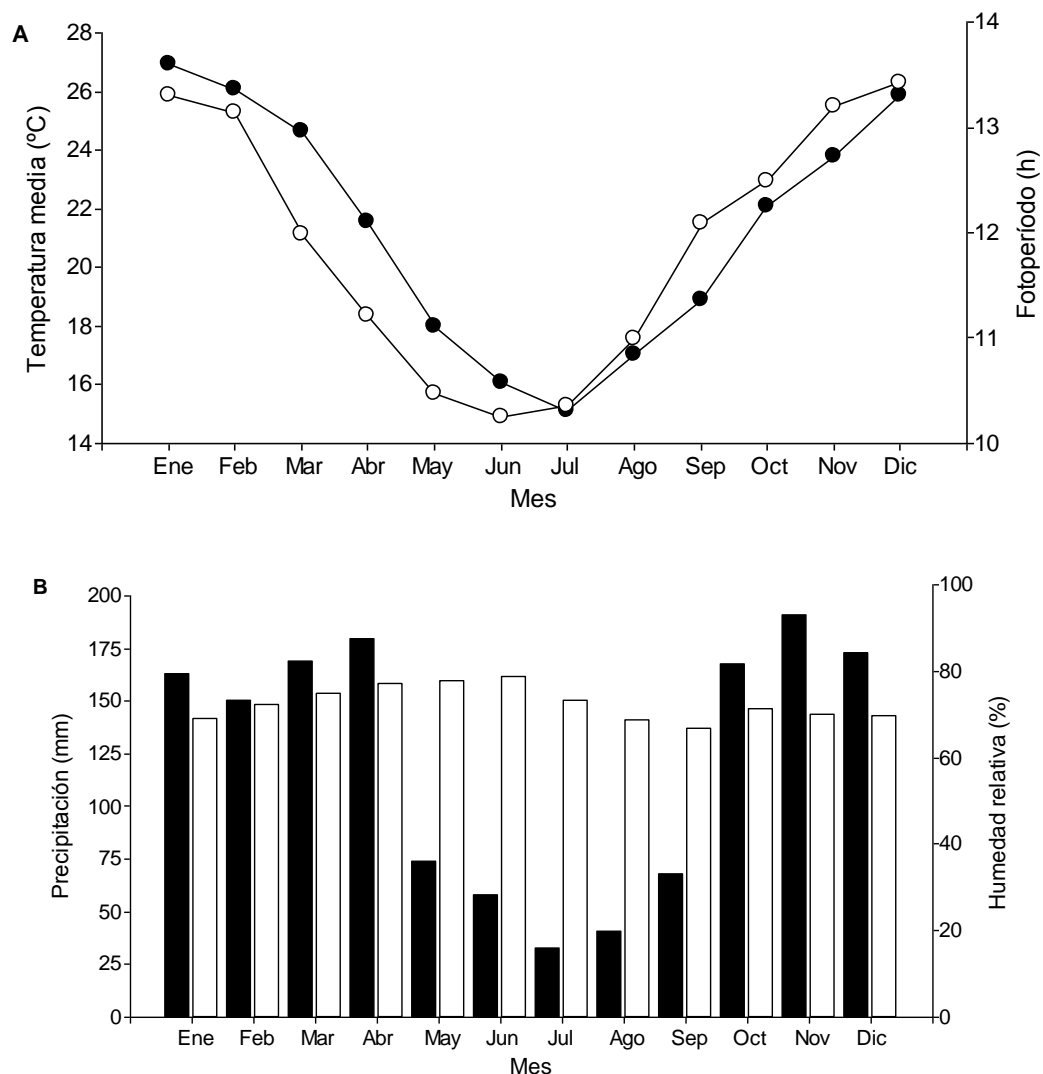 A
28
26
24
22
20
18
16
14
Temperatura media (ºC)
14
13
12
11
10
Fotoperíodo (h)
Ene Feb Mar Abr May Jun Jul Ago Sep Oct Nov Dic
Mes
B
200
175
150
125
100
75
50
25
0
Precipitación (mm)
100
80
60
40
20
0
Humedad relativa (%)
Ene Feb Mar Abr May Jun Jul Ago Sep Oct Nov Dic
Mes